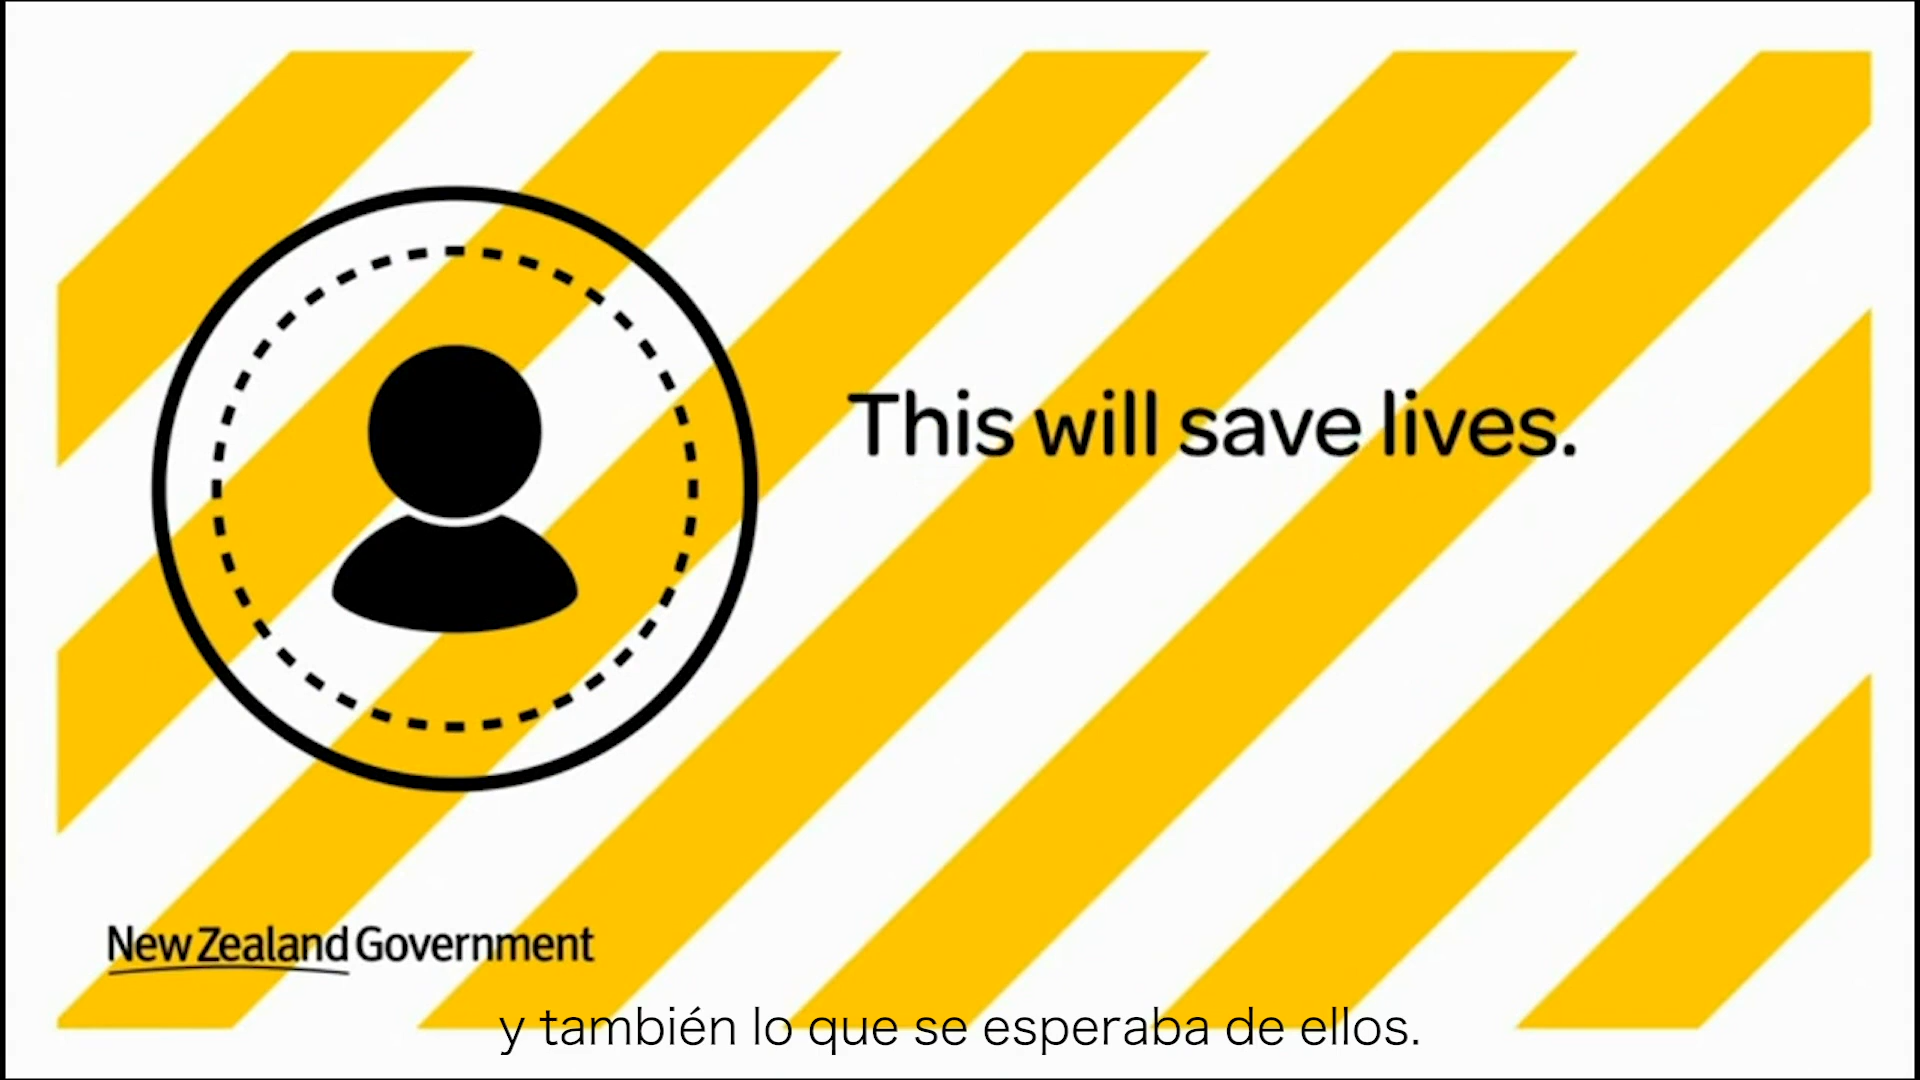 This will save lives.
New Zealand Government
y también lo que se esperaba de ellos.